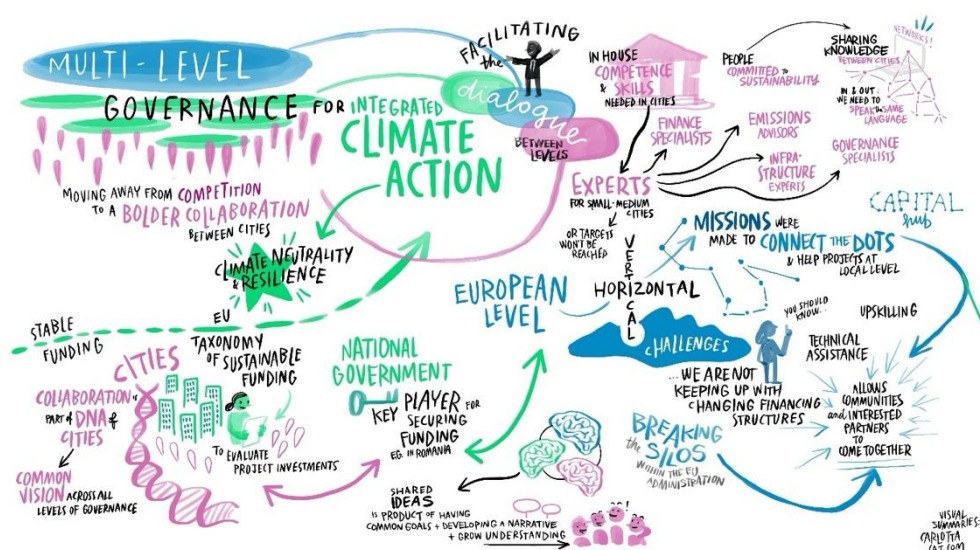 MULTI-LEVEL
GOVERNANCE FOR INTEGRATED
CLIMATE
ACTION
MOVING AWAY FROM COMPETITION
TO A BOLDER COLLABORATION
BETWEEN CITIES
CLIMATE NEUTRALITY
& RESILIENCE
FACILITATING
the
dialogue
BETWEEN
LEVELS
IN HOUSE
COMPETENCE
& SKILLS
NEEDED IN CITIES
PEOPLE
COMMITTED to
SUSTAINABILITY
SHARING
KNOWLEDGE
BETWEEN CITIES
NETWORKS!
IN & OUT:
WE NEED TO
SPEAK the SAME
LANGUAGE
FINANCE
SPECIALISTS
EMISSIONS
ADVISORS
INFRA-
STRUCTURE
EXPERTS
GOVERNANCE
SPECIALISTS
EXPERTS
FOR SMALL-MEDIUM
CITIES
OR TARGETS
WON'T BE
REACHED
MISSIONS WERE
MADE TO CONNECT THE DOTS
& HELP PROJECTS AT
LOCAL LEVEL
CAPITAL
hub
EUROPEAN
LEVEL
VERTICAL
HORIZONTAL
CHALLENGES
YOU SHOULD
KNOW...
...WE ARE NOT
KEEPING UP WITH
CHANGING FINANCING
STRUCTURES
UPSKILLING
TECHNICAL
ASSISTANCE
ALLOWS
COMMUNITIES
and INTERESTED
PARTNERS
TO
COME TOGETHER
BREAKING
the SILOS
WITHIN THE EU
ADMINISTRATION
STABLE
FUNDING
EU
TAXONOMY
OF SUSTAINABLE
FUNDING
TO EVALUATE
PROJECT INVESTMENTS
CITIES
COLLABORATION is
PART of DNA of
CITIES
COMMON
VISION ACROSS ALL
LEVELS OF GOVERNANCE
NATIONAL
GOVERNMENT
KEY PLAYER FOR
SECURING
FUNDING
EG. IN ROMANIA
SHARED
IDEAS
IS PRODUCT OF HAVING
COMMON GOALS + DEVELOPING A NARRATIVE
+ GROW UNDERSTANDING
VISUAL
SUMMARIES:
CARLOTTA
CAT.COM